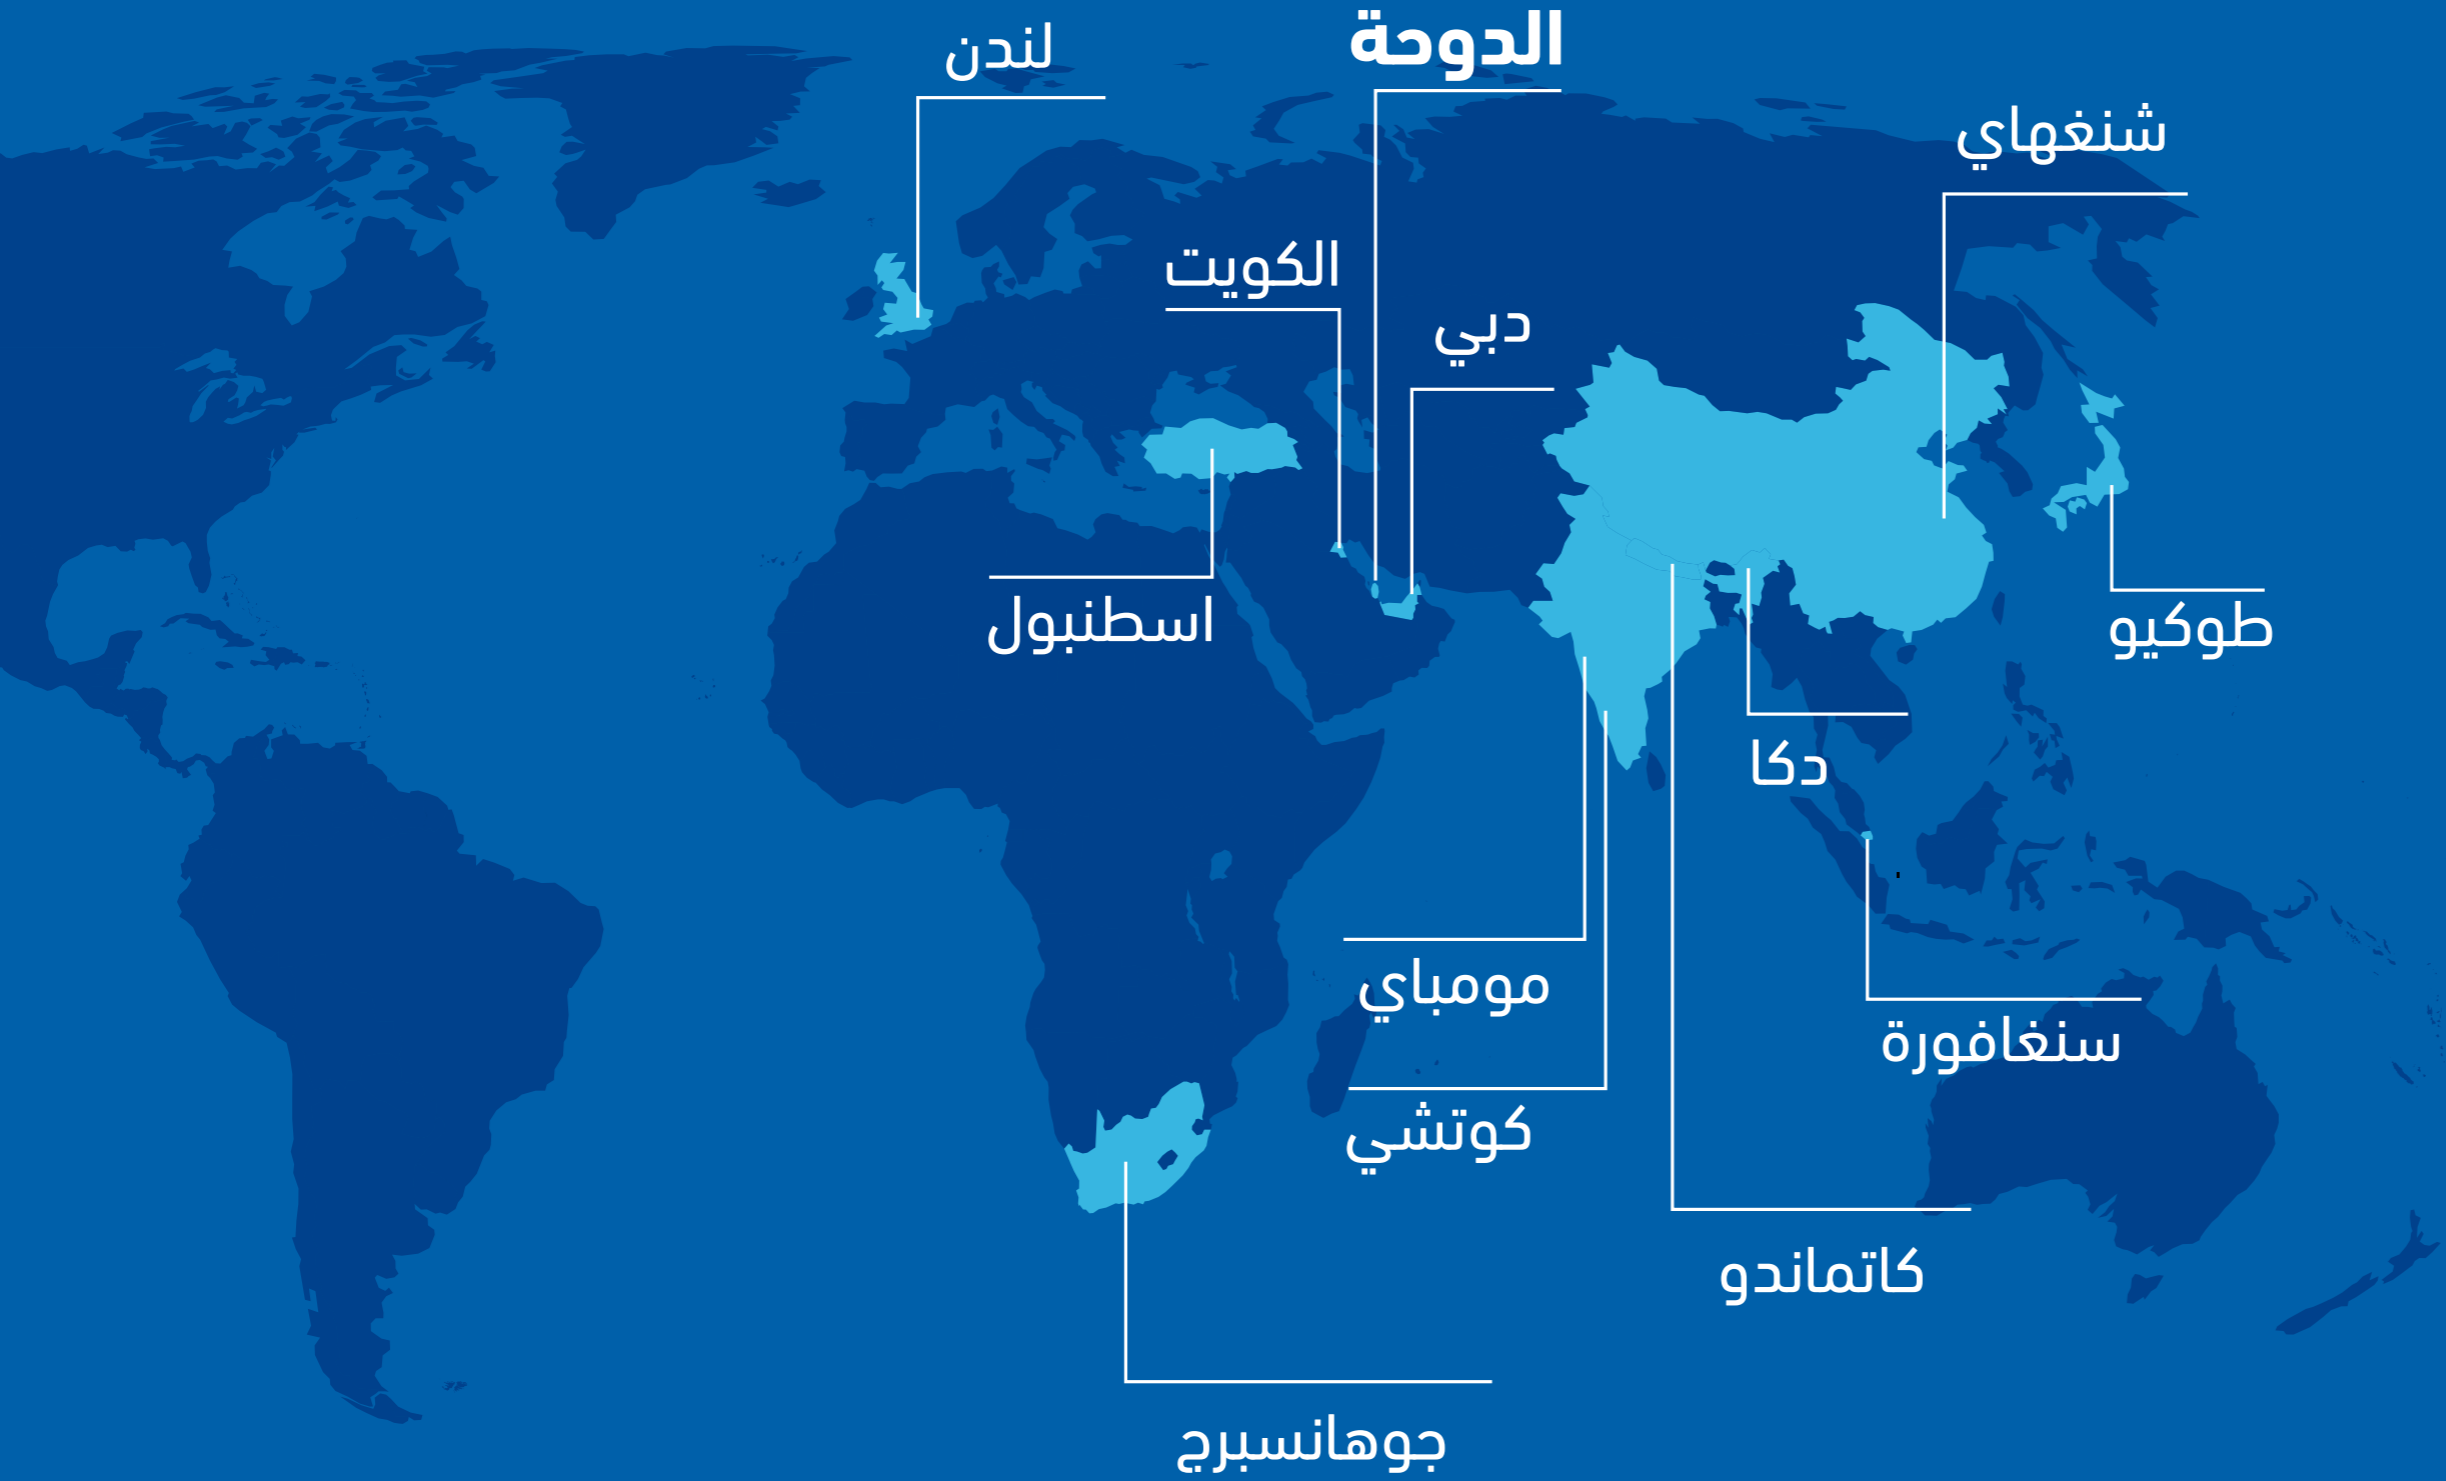 الدوحة
لندن
شنغهاي
الكويت
دبي
اسطنبول
طوكيو
دكا
مومباي
سنغافورة
كوتشي
كاتماندو
جوهانسبرج